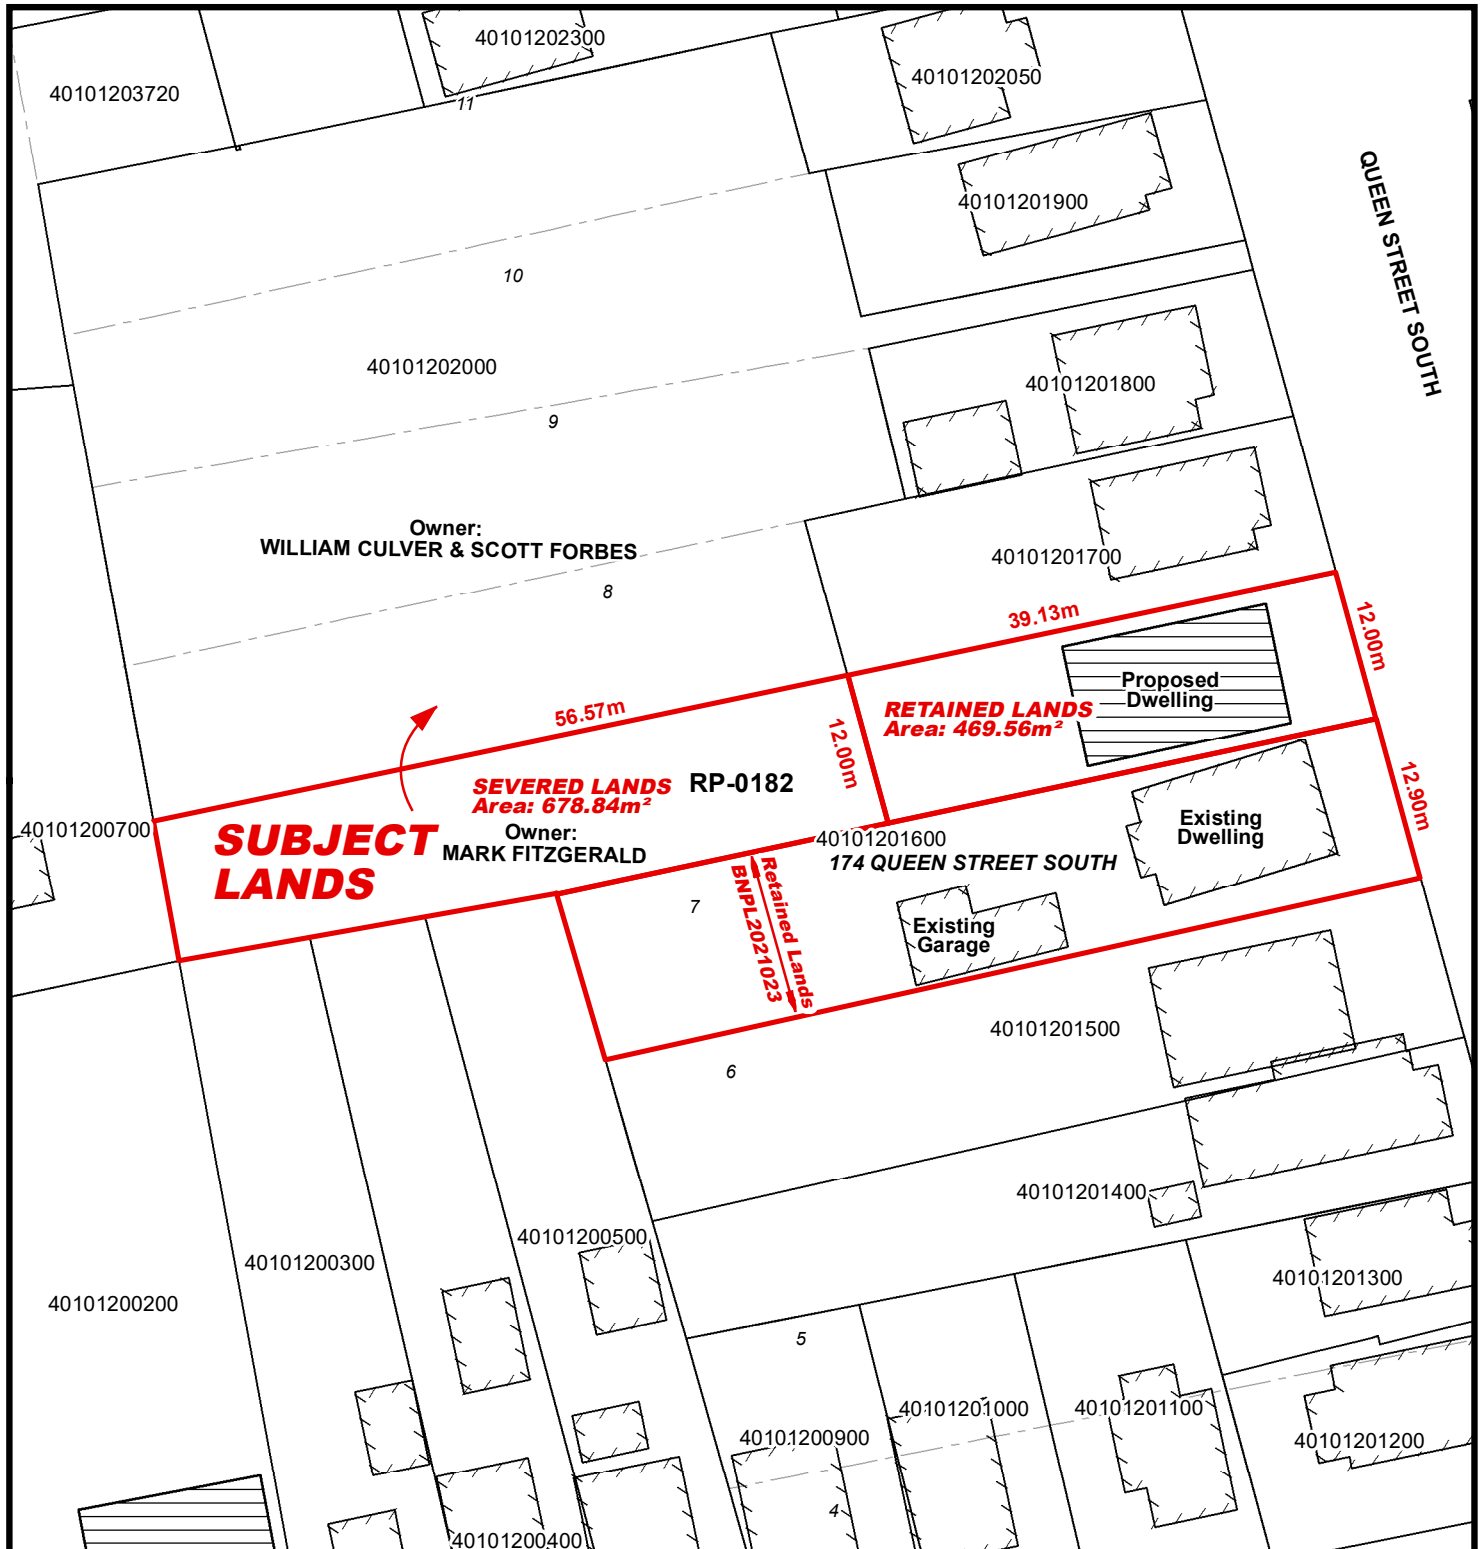 40101202300
40101203720
40101202050
11
QUEEN STREET SOUTH
40101201900
10
40101202000
40101201800
9
Owner:
WILLIAM CULVER & SCOTT FORBES
40101201700
8
39.13m
12.00m
Proposed
Dwelling
RETAINED LANDS
Area: 469.56m²
56.57m
12.00m
SEVERED LANDS
Area: 678.84m²
RP-0182
12.90m
40101200700
SUBJECT
LANDS
Owner:
MARK FITZGERALD
40101201600
174 QUEEN STREET SOUTH
Existing
Dwelling
7
Retained Lands
BNPL2021023
Existing
Garage
40101201500
6
40101201400
40101200500
40101200300
40101201300
40101200200
5
40101201000
40101201100
40101200900
40101201200
4
40101200400